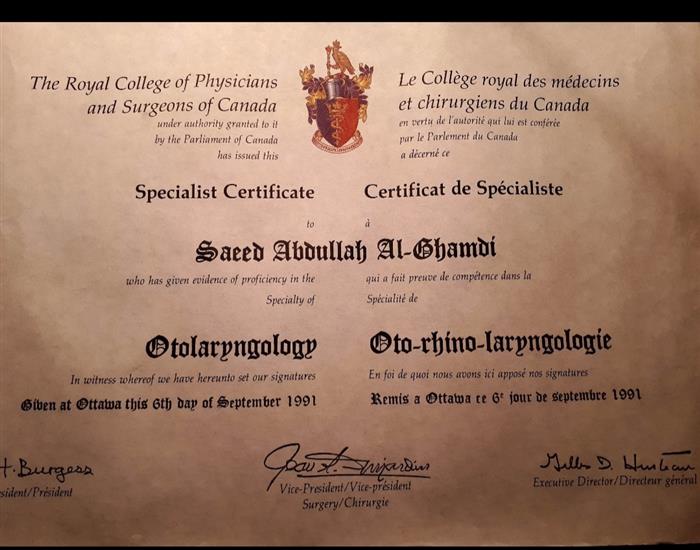 The Royal College of Physicians
and Surgeons of Canada
under authority granted to it
by the Parliament of Canada
has issued this
Le Collège royal des médecins
et chirurgiens du Canada
en vertu de l'autorité qui lui est conférée
par le Parlement du Canada
a décerné ce
Specialist Certificate
Certificat de Spécialiste
to
à
Saeed Abdullah Al-Ghamdi
who has given evidence of proficiency in the
Specialty of
qui a fait preuve de compétence dans la
Spécialité de
Otolaryngology
Oto-rhino-laryngologie
In witness whereof we have hereunto set our signatures
Given at Ottawa this 6th day of September 1991
En foi de quoi nous avons ici apposé nos signatures
Remis a Ottawa ce 6e jour de septembre 1991
Burgess
sident/Président
Vice-President/Vice-président
Surgery/Chirurgie
Executive Director/Directeur général